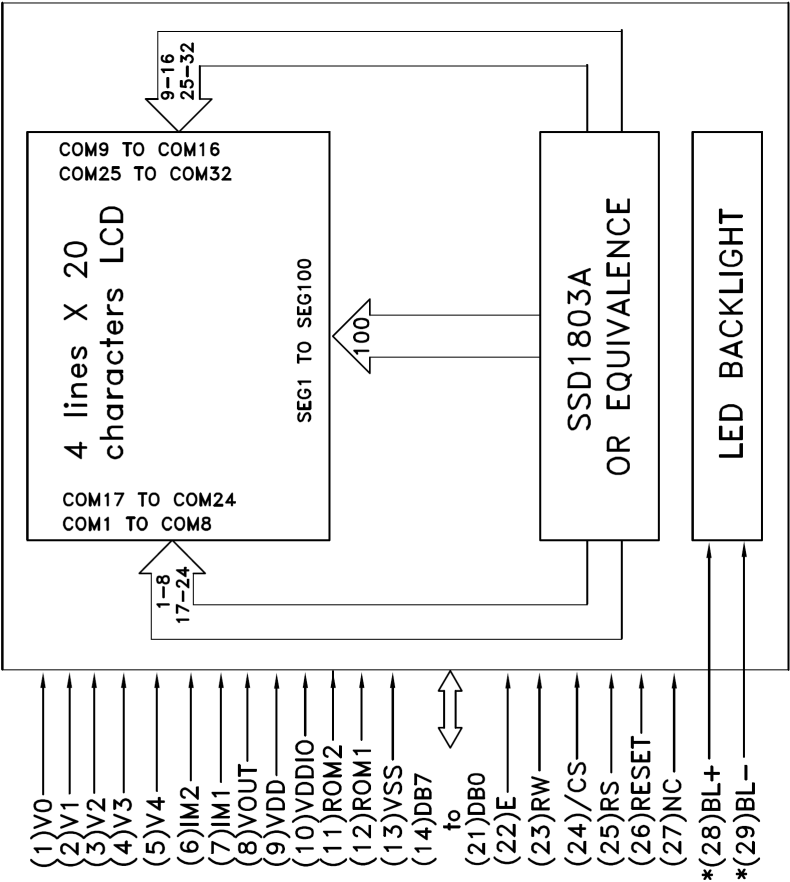 9-16
25-32
COM9 TO COM16
COM25 TO COM32
4 lines X 20
characters LCD
SEG1 TO SEG100
100
SSD1803A
OR EQUIVALENCE
LED BACKLIGHT
COM17 TO COM24
COM1 TO COM8
1-8
17-24
(1)V0
(2)V1
(3)V2
(4)V3
(5)V4
(6)IM2
(7)IM1
(8)VOUT
(9)VDD
(10)VDDIO
(11)ROM2
(12)ROM1
(13)VSS
(14)DB7
to
(21)DB0
(22)E
(23)RW
(24)/CS
(25)RS
(26)RESET
(27)NC
*(28)BL+
*(29)BL-